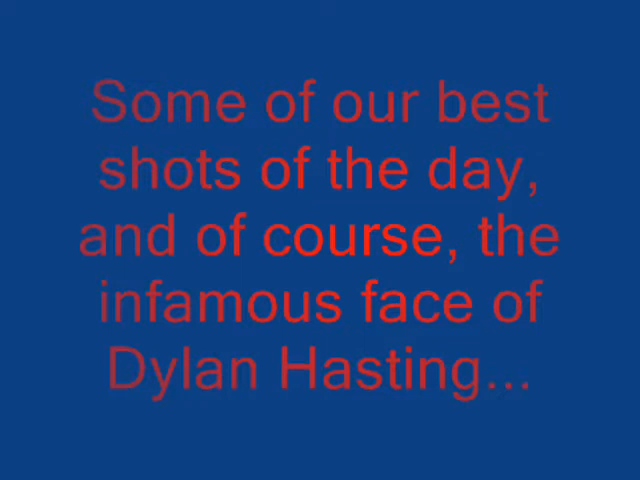 Some of our best
shots of the day,
and of course, the
infamous face of
Dylan Hasting...